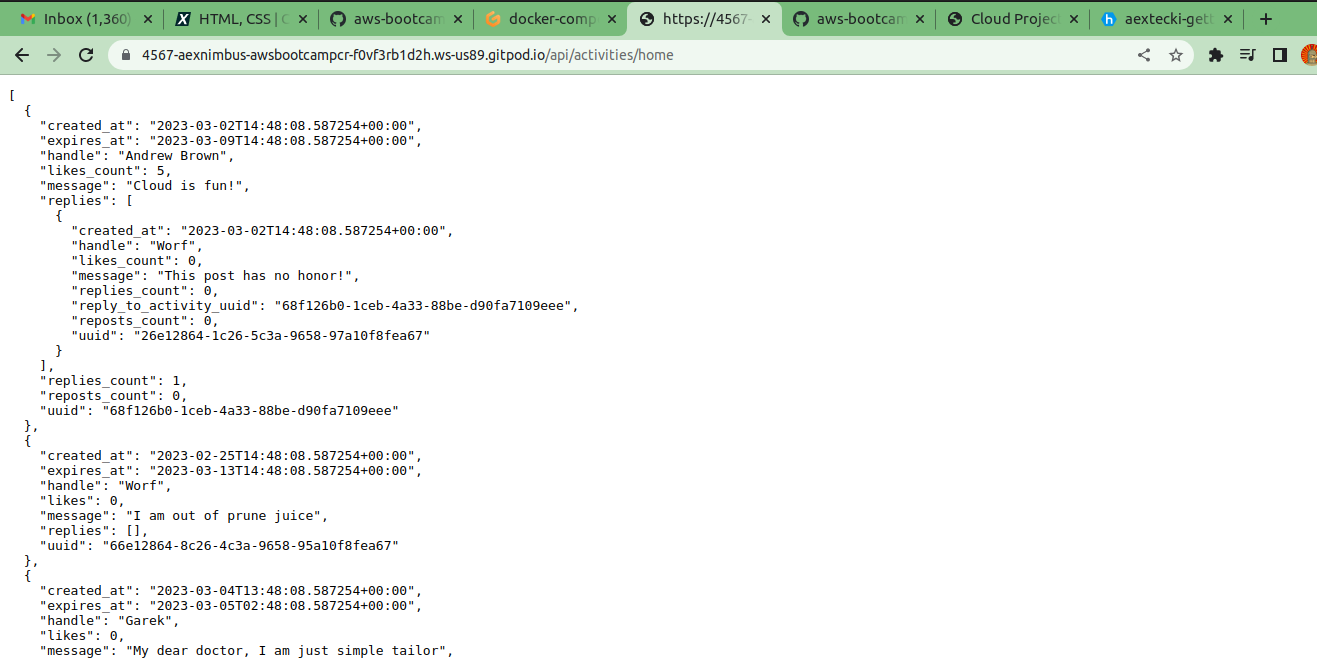 Inbox (1,360)
HTML, CSS | C
aws-bootcam
docker-comp
https://4567-
aws-bootcam
Cloud Projec
aextecki-gett
4567-aexnimbus-awsbootcampcr-f0vf3rb1d2h.ws-us89.gitpod.io/api/activities/home
[
  {
    "created_at": "2023-03-02T14:48:08.587254+00:00",
    "expires_at": "2023-03-09T14:48:08.587254+00:00",
    "handle": "Andrew Brown",
    "likes_count": 5,
    "message": "Cloud is fun!",
    "replies": [
      {
        "created_at": "2023-03-02T14:48:08.587254+00:00",
        "handle": "Worf",
        "likes_count": 0,
        "message": "This post has no honor!",
        "replies_count": 0,
        "reply_to_activity_uuid": "68f126b0-1ceb-4a33-88be-d90fa7109eee",
        "reposts_count": 0,
        "uuid": "26e12864-1c26-5c3a-9658-97a10f8fea67"
      }
    ],
    "replies_count": 1,
    "reposts_count": 0,
    "uuid": "68f126b0-1ceb-4a33-88be-d90fa7109eee"
  },
  {
    "created_at": "2023-02-25T14:48:08.587254+00:00",
    "expires_at": "2023-03-13T14:48:08.587254+00:00",
    "handle": "Worf",
    "likes": 0,
    "message": "I am out of prune juice",
    "replies": [],
    "uuid": "66e12864-8c26-4c3a-9658-95a10f8fea67"
  },
  {
    "created_at": "2023-03-04T13:48:08.587254+00:00",
    "expires_at": "2023-03-05T02:48:08.587254+00:00",
    "handle": "Garek",
    "likes": 0,
    "message": "My dear doctor, I am just simple tailor",